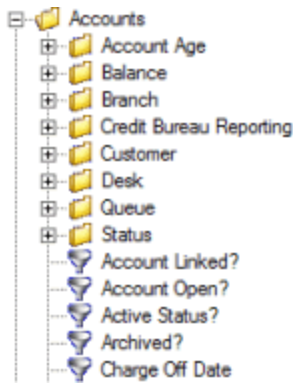 Accounts
Account Age
Balance
Branch
Credit Bureau Reporting
Customer
Desk
Queue
Status
Account Linked?
Account Open?
Active Status?
Archived?
Charge Off Date